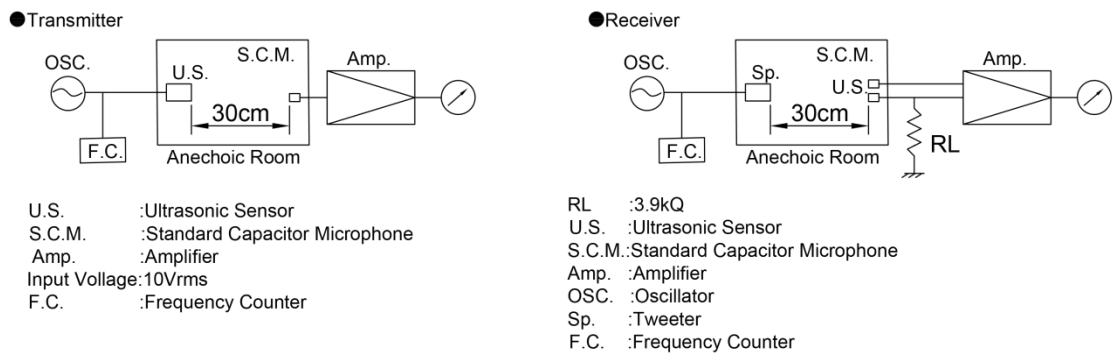 ●Transmitter
OSC.
U.S.
S.C.M.
Amp.
30cm
F.C.
Anechoic Room
U.S. :Ultrasonic Sensor
S.C.M. :Standard Capacitor Microphone
Amp. :Amplifier
Input Vollage:10Vrms
F.C. :Frequency Counter
●Receiver
OSC.
Sp.
S.C.M.
U.S.
Amp.
30cm
RL
F.C.
Anechoic Room
RL :3.9kQ
U.S. :Ultrasonic Sensor
S.C.M.:Standard Capacitor Microphone
Amp. :Amplifier
OSC. :Oscillator
Sp. :Tweeter
F.C. :Frequency Counter